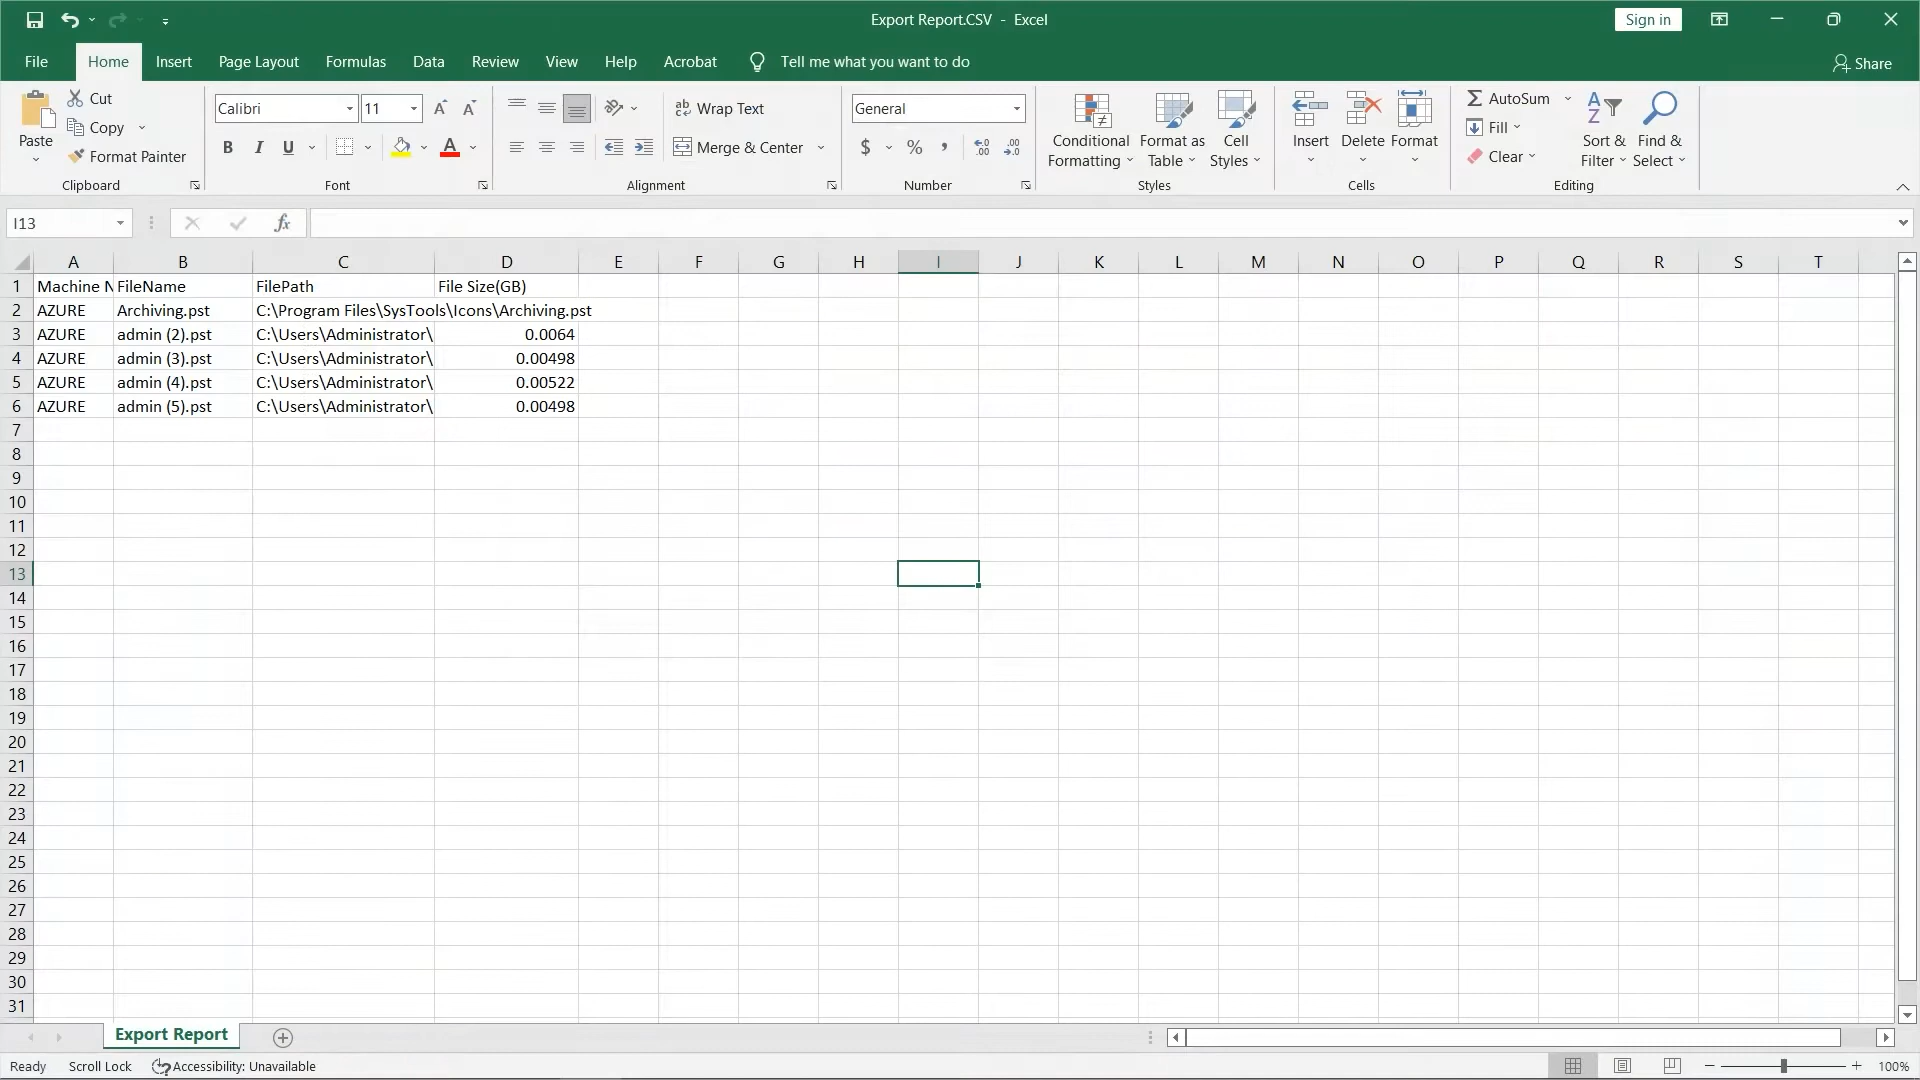 Export Report.CSV - Excel
Sign in
File Home Insert Page Layout Formulas Data Review View Help Acrobat Tell me what you want to do Share
Paste
Cut
Copy
Format Painter
Clipboard
Calibri 11
B I U
Font
Wrap Text
Merge & Center
Alignment
General
$ % ,
Number
Conditional Formatting
Format as Table
Cell Styles
Styles
Insert Delete Format
Cells
AutoSum
Fill
Clear
Sort & Filter
Find & Select
Editing
I13
fx
A B C D E F G H I J K L M N O P Q R S T
1 Machine N FileName FilePath File Size(GB)
2 AZURE Archiving.pst C:\Program Files\SysTools\Icons\Archiving.pst
3 AZURE admin (2).pst C:\Users\Administrator\ 0.0064
4 AZURE admin (3).pst C:\Users\Administrator\ 0.00498
5 AZURE admin (4).pst C:\Users\Administrator\ 0.00522
6 AZURE admin (5).pst C:\Users\Administrator\ 0.00498
7
8
9
10
11
12
13
14
15
16
17
18
19
20
21
22
23
24
25
26
27
28
29
30
31
Export Report
Ready Scroll Lock Accessibility: Unavailable 100%